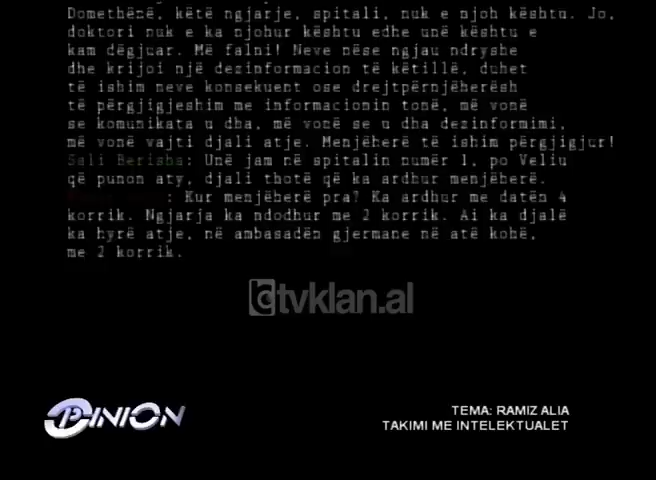 Domethënë, këtë ngjarje, spitali, nuk e njoh kështu. Jo,
doktori nuk e ka njohur kështu edhe unë kështu e
kam dëgjuar. Më falni! Neve nëse ngjau ndryshe
dhe krijoi një dezinformacion të këtillë, duhet
të ishim neve konsekuent ose drejtpërnjëherësh
të përgjigjeshim me informacionin tonë, më vonë
se komunikata u dha, më vonë se u dha dezinformimi,
më vonë vajti djali atje. Menjëherë të ishim përgjigjur!
Sali Berisha: Unë jam në spitalin numër 1, po Veliu
që punon aty, djali thotë që ka ardhur menjëherë.
: Kur menjëherë pra? Ka ardhur me datën 4
korrik. Ngjarja ka ndodhur me 2 korrik. Ai ka djalë
ka hyrë atje, në ambasadën gjermane në atë kohë,
me 2 korrik.
tvklan.al
OPINION
TEMA: RAMIZ ALIA
TAKIMI ME INTELEKTUALET